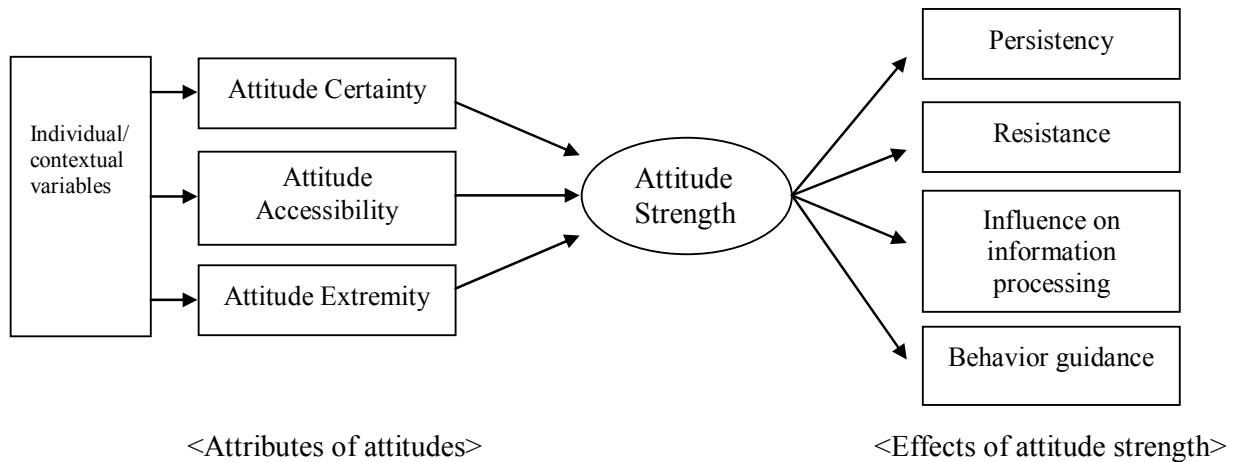 Individual/
contextual
variables
Attitude Certainty
Attitude
Accessibility
Attitude Extremity
Attitude
Strength
Persistency
Resistance
Influence on
information
processing
Behavior guidance
<Attributes of attitudes>
<Effects of attitude strength>